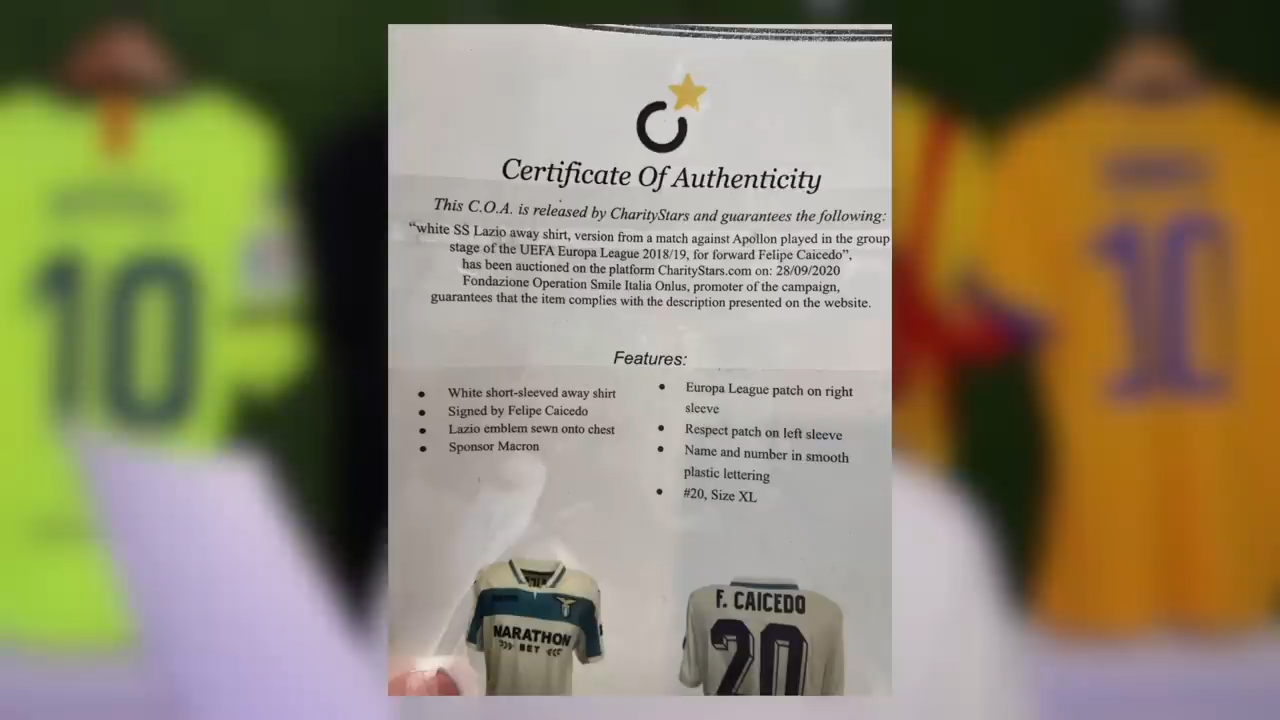 Certificate Of Authenticity
This C.O.A. is released by CharityStars and guarantees the following:
“white SS Lazio away shirt, version from a match against Apollon played in the group
stage of the UEFA Europa League 2018/19, for forward Felipe Caicedo”,
has been auctioned on the platform CharityStars.com on: 28/09/2020
Fondazione Operation Smile Italia Onlus, promoter of the campaign,
guarantees that the item complies with the description presented on the website.
Features:
• White short-sleeved away shirt
• Signed by Felipe Caicedo
• Lazio emblem sewn onto chest
• Sponsor Macron
• Europa League patch on right
sleeve
• Respect patch on left sleeve
• Name and number in smooth
plastic lettering
• #20, Size XL
MARATHON
BET
F. CAICEDO
20
10
10